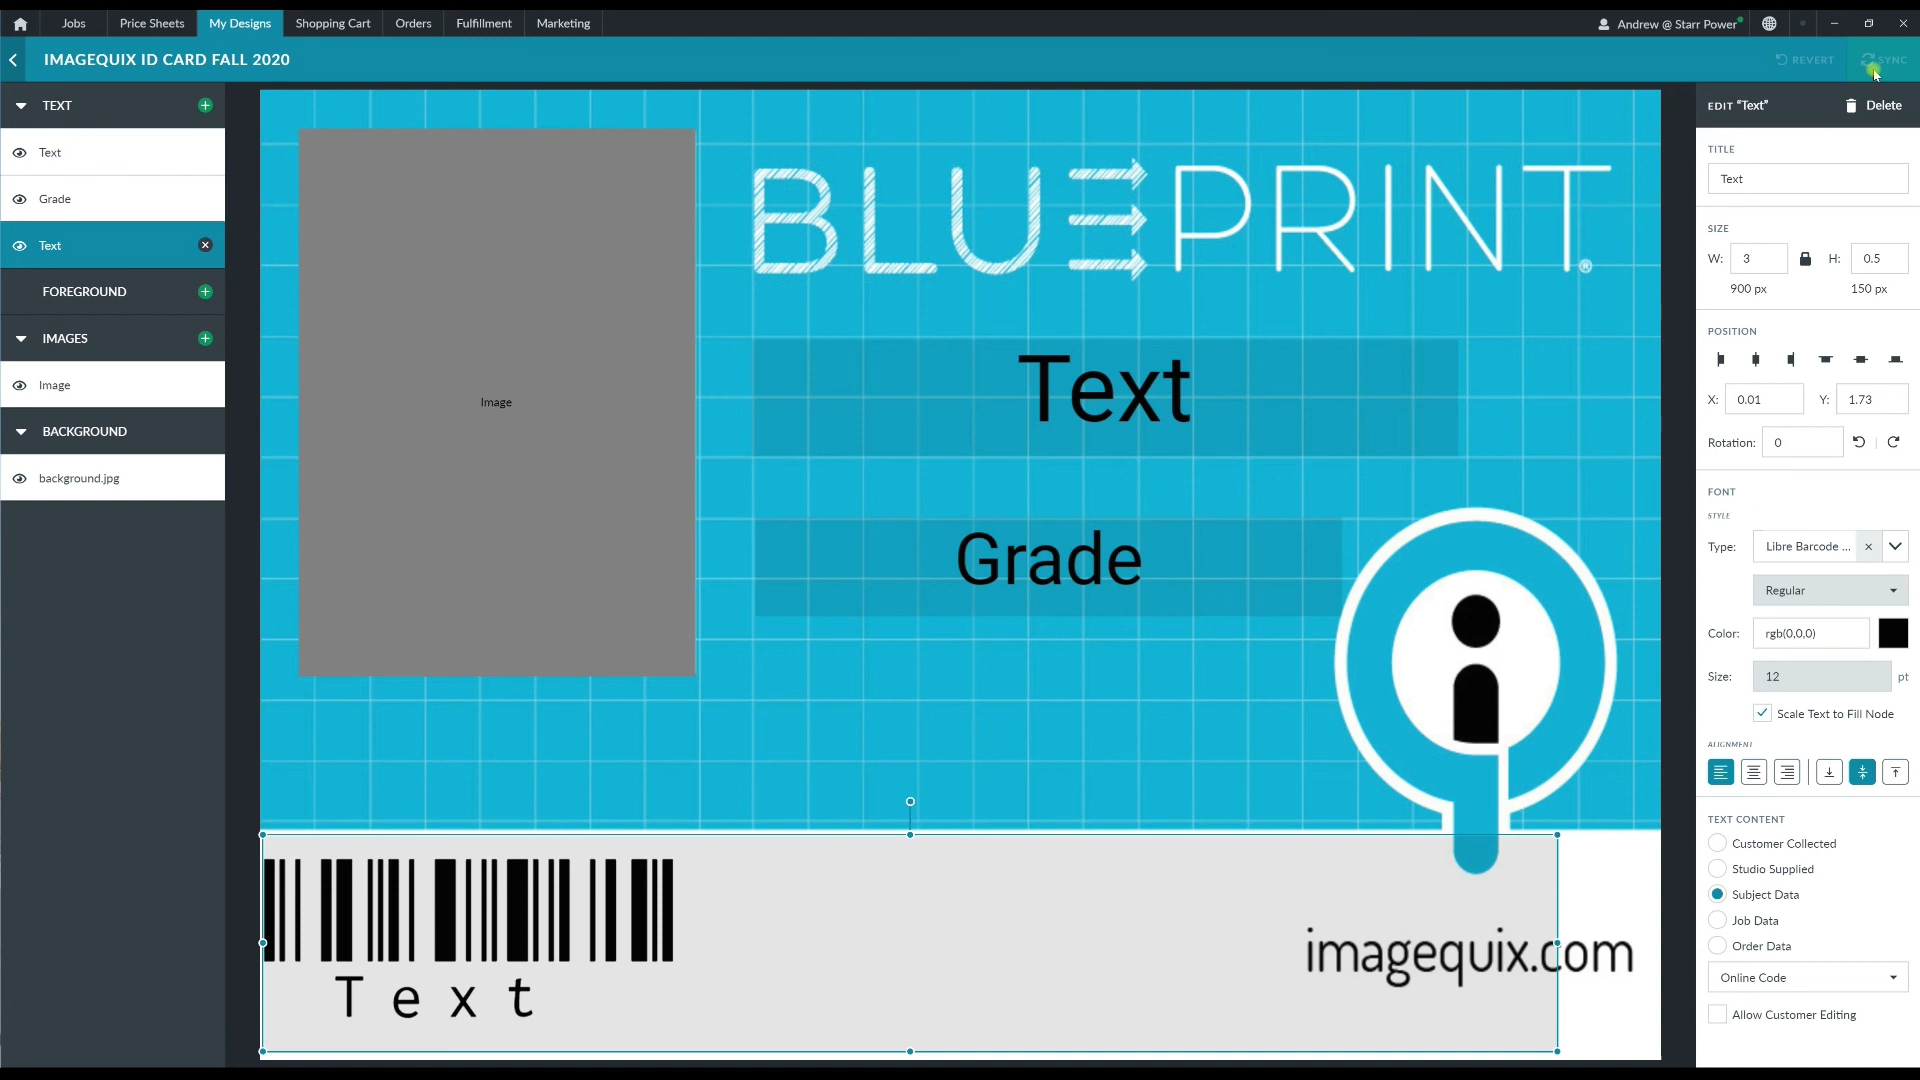 Jobs
Price Sheets
My Designs
Shopping Cart
Orders
Fulfillment
Marketing
Andrew @ Starr Power
IMAGEQUIX ID CARD FALL 2020
REVERT
SYNC
TEXT
Text
Grade
Text
FOREGROUND
IMAGES
Image
BACKGROUND
background.jpg
Image
BLUEPRINT®
Text
Grade
Text
imagequix.com
EDIT “Text”
Delete
TITLE
Text
SIZE
W: 3 H: 0.5
900 px 150 px
POSITION
X: 0.01 Y: 1.73
Rotation: 0
FONT
STYLE
Type: Libre Barcode ...
Regular
Color: rgb(0,0,0)
Size: 12 pt
Scale Text to Fill Node
ALIGNMENT
TEXT CONTENT
Customer Collected
Studio Supplied
Subject Data
Job Data
Order Data
Online Code
Allow Customer Editing